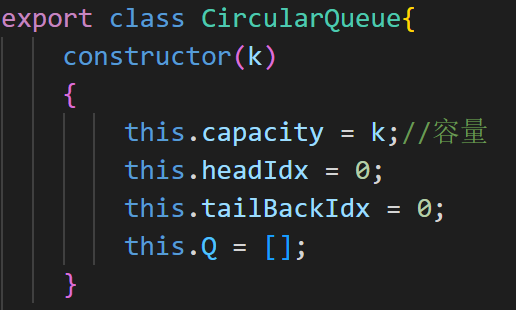 export class CircularQueue{
constructor(k)
{
this.capacity = k;//容量
this.headIdx = 0;
this.tailBackIdx = 0;
this.Q = [];
}